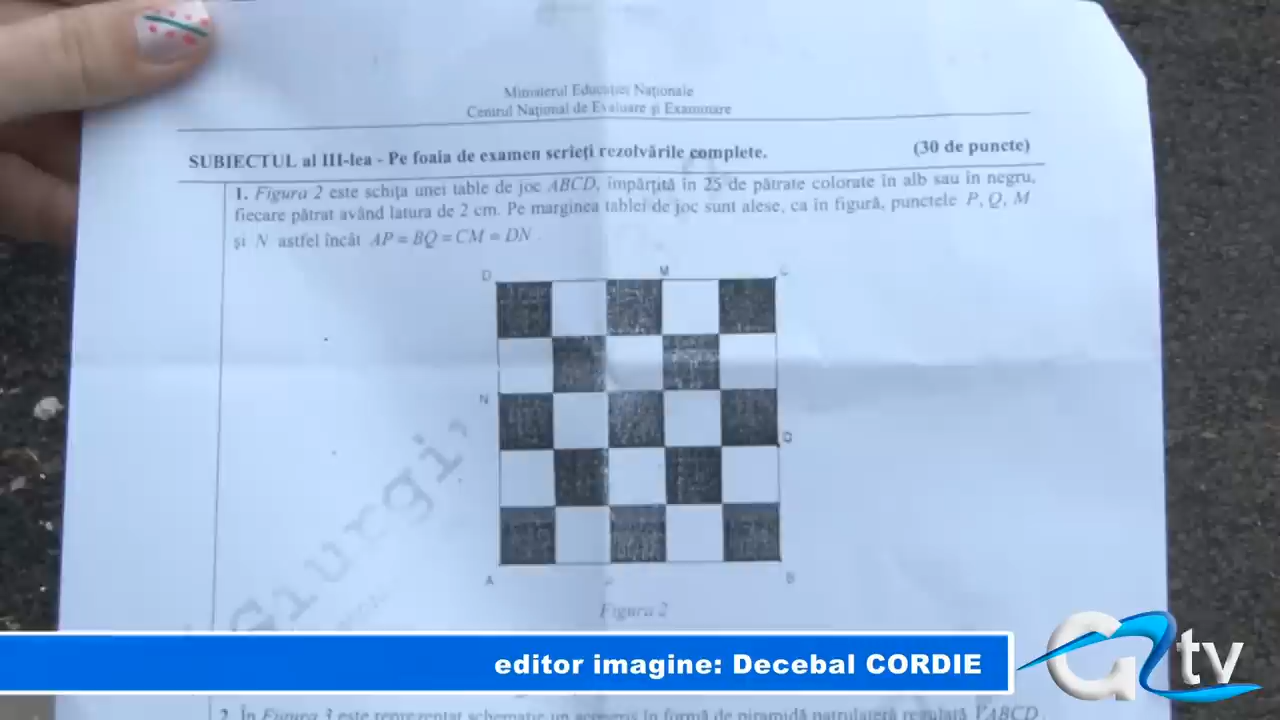 Ministerul Educației Naționale
Centrul Național de Evaluare și Examinare
SUBIECTUL al III-lea - Pe foaia de examen scrieți rezolvările complete. (30 de puncte)
1. Figura 2 este schița unei table de joc ABCD, împărțită în 25 de pătrate colorate în alb sau în negru,
fiecare pătrat având latura de 2 cm. Pe marginea tablei de joc sunt alese, ca în figură, punctele P, Q, M
și N astfel încât AP = BQ = CM = DN
D M C
N
Q
A B
Figura 2
Giurgi
editor imagine: Decebal CORDIE
G tv
2. În Figura 3 este reprezentat schematic un acoperiș în formă de piramidă patrulateră regulată VABCD,